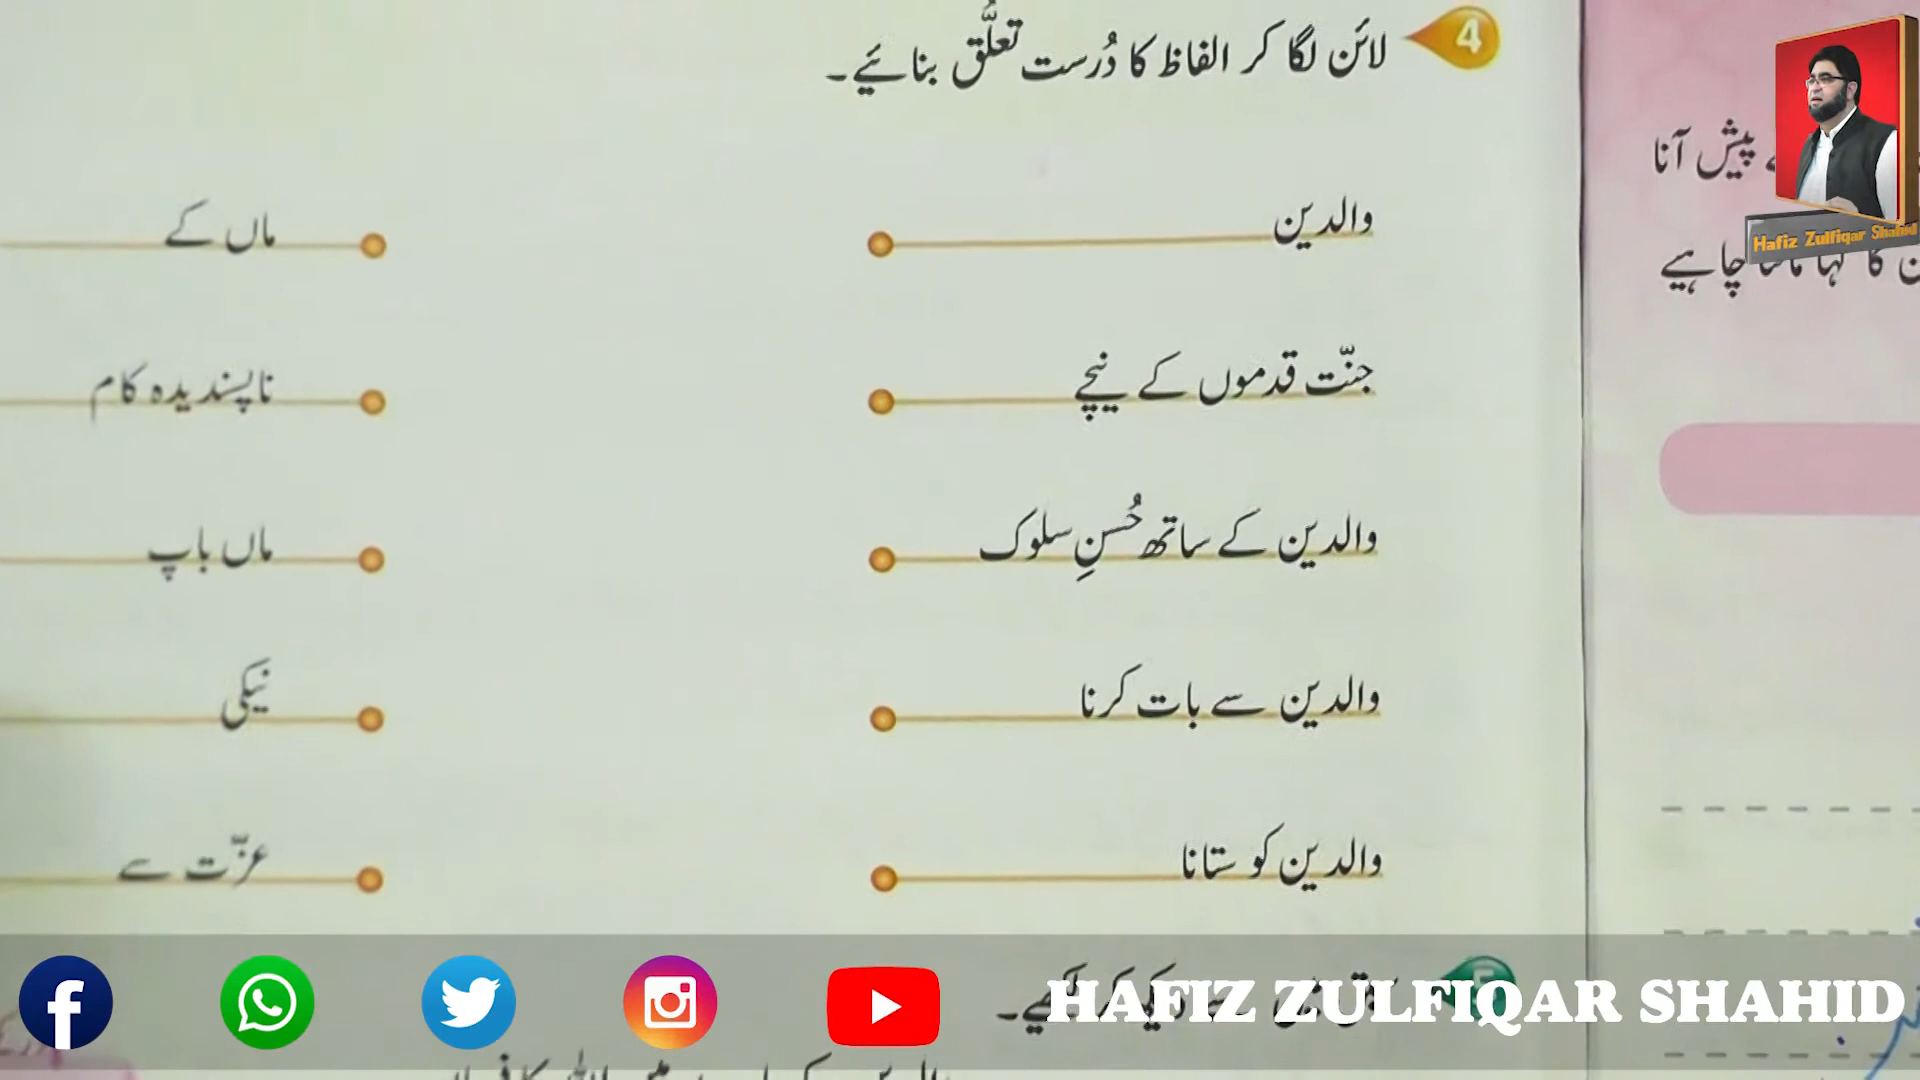 لائن لگا کر الفاظ کا دُرست تعلُّق بنائیے۔
والدین
ماں کے
جنّت قدموں کے نیچے
ناپسندیدہ کام
والدین کے ساتھ حُسنِ سلوک
ماں باپ
والدین سے بات کرنا
نیکی
والدین کو ستانا
عزّت سے
4
پیش آنا
چاہیے
Hafiz Zulfiqar Shahid
HAFIZ ZULFIQAR SHAHID